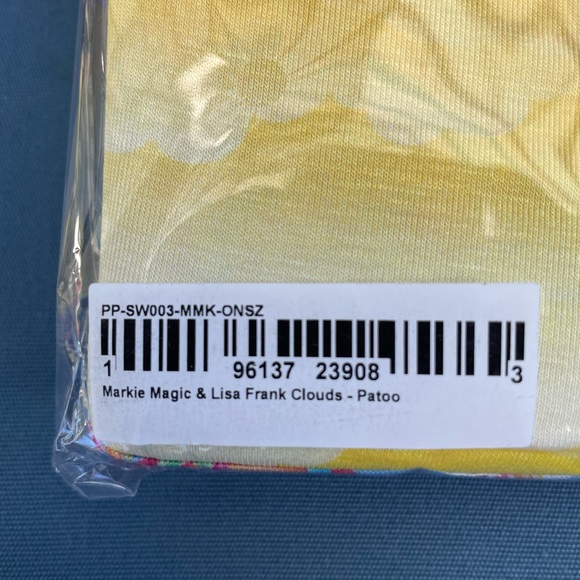 PP-SW003-MMK-ONSZ
1 96137 23908 3
Markie Magic & Lisa Frank Clouds - Patoo